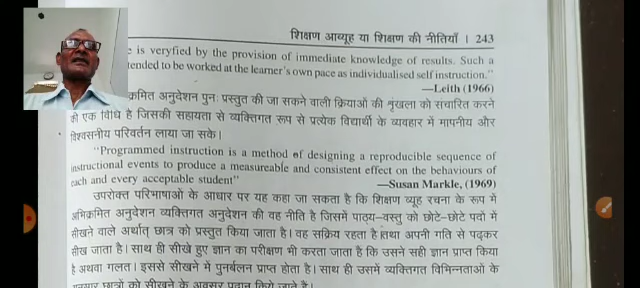 शिक्षण आव्यूह या शिक्षण की नीतियाँ । 243
e is veryfied by the provision of immediate knowledge of results. Such a
tended to be worked at the learner's own pace as individualised self instruction."
—Leith (1966)
क्रमित अनुदेशन पुनः प्रस्तुत की जा सकने वाली क्रियाओं की शृंखला को संचारित करने
की एक विधि है जिसकी सहायता से व्यक्तिगत रूप से प्रत्येक विद्यार्थी के व्यवहार में मापनीय और
विश्वसनीय परिवर्तन लाया जा सके।
"Programmed instruction is a method of designing a reproducible sequence of
instructional events to produce a measureable and consistent effect on the behaviours of
each and every acceptable student"
—Susan Markle, (1969)
उपरोक्त परिभाषाओं के आधार पर यह कहा जा सकता है कि शिक्षण व्यूह रचना के रूप में
अभिक्रमित अनुदेशन व्यक्तिगत अनुदेशन की वह नीति है जिसमें पाठ्य-वस्तु को छोटे-छोटे पदों में
सीखने वाले अर्थात् छात्र को प्रस्तुत किया जाता है। वह सक्रिय रहता है तथा अपनी गति से पढ़कर
सीख जाता है। साथ ही सीखे हुए ज्ञान का परीक्षण भी करता जाता है कि उसने सही ज्ञान प्राप्त किया
है अथवा गलत। इससे सीखने में पुनर्बलन प्राप्त होता है। साथ ही उसमें व्यक्तिगत विभिन्नताओं के
अनुसार छात्रों को सीखने के अवसर प्रदान किये जाते हैं।